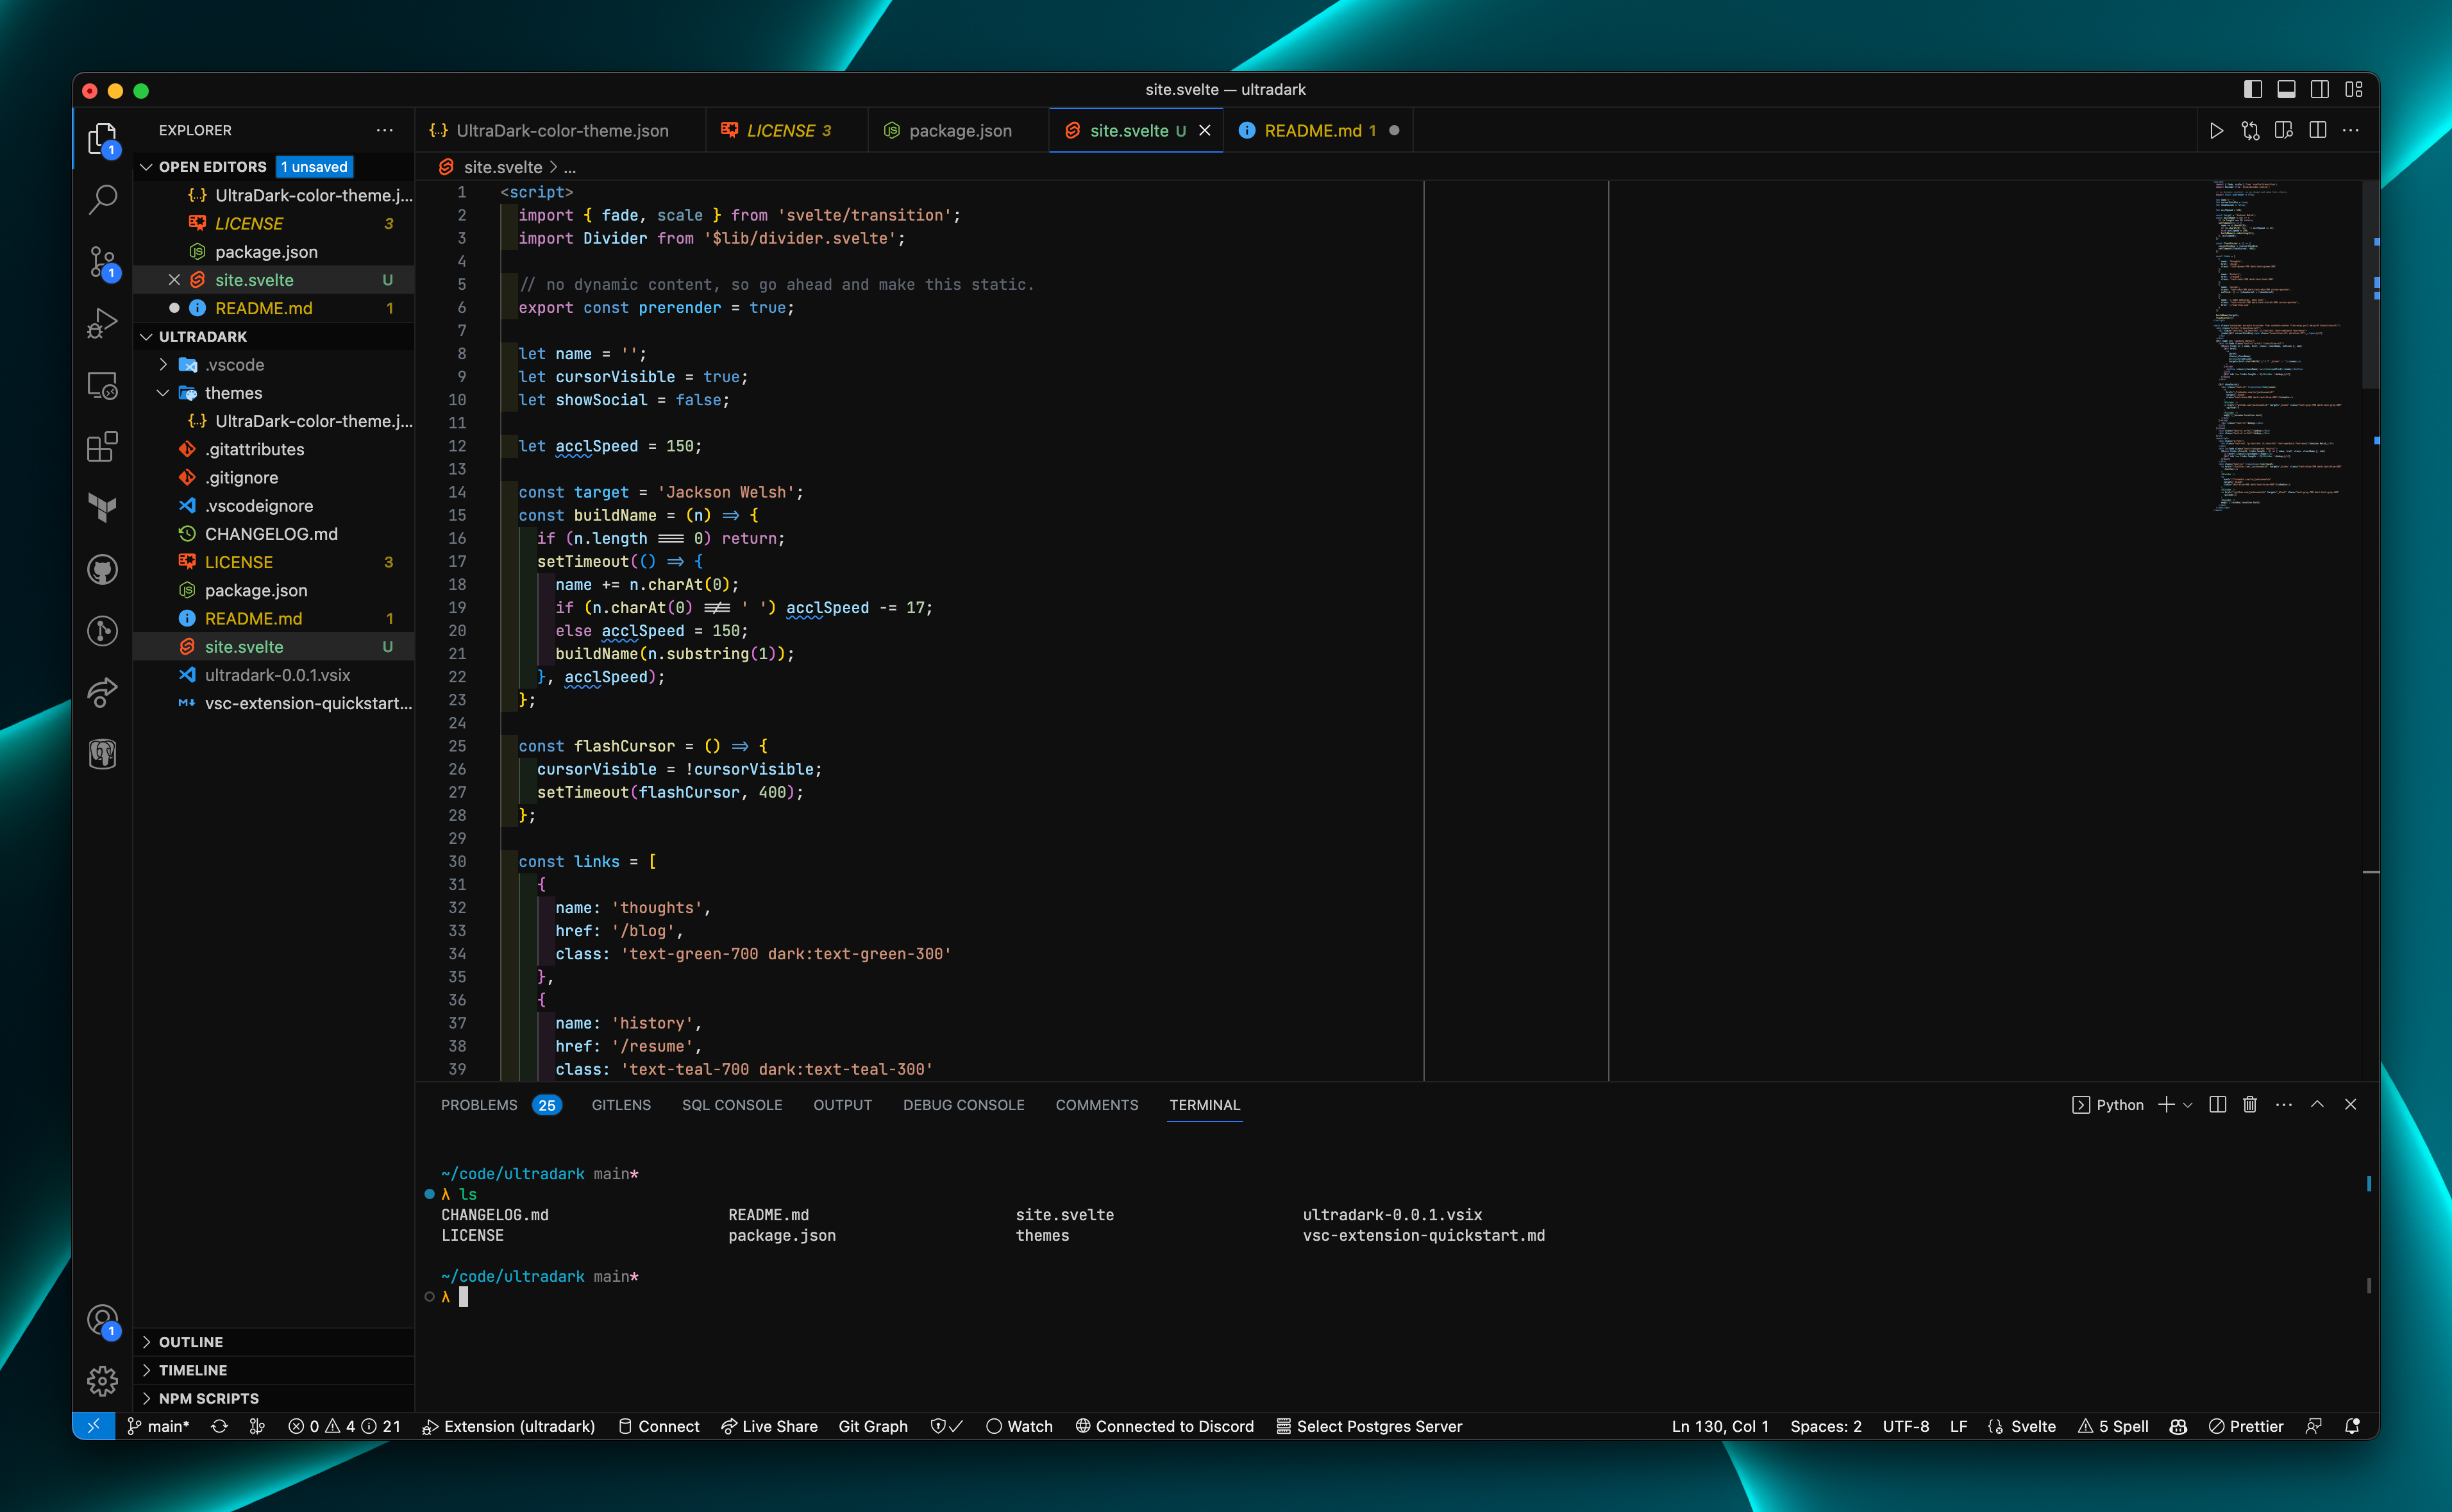 site.svelte — ultradark
EXPLORER
OPEN EDITORS 1 unsaved
UltraDark-color-theme.j...
LICENSE 3
package.json
site.svelte U
README.md 1
ULTRADARK
.vscode
themes
UltraDark-color-theme.j...
.gitattributes
.gitignore
.vscodeignore
CHANGELOG.md
LICENSE 3
package.json
README.md 1
site.svelte U
ultradark-0.0.1.vsix
vsc-extension-quickstart...
OUTLINE
TIMELINE
NPM SCRIPTS
1
1
1
UltraDark-color-theme.json LICENSE 3 package.json site.svelte U README.md 1
site.svelte > ...
1 <script>
2 import { fade, scale } from 'svelte/transition';
3 import Divider from '$lib/divider.svelte';
4
5 // no dynamic content, so go ahead and make this static.
6 export const prerender = true;
7
8 let name = '';
9 let cursorVisible = true;
10 let showSocial = false;
11
12 let acclSpeed = 150;
13
14 const target = 'Jackson Welsh';
15 const buildName = (n) => {
16 if (n.length === 0) return;
17 setTimeout(() => {
18 name += n.charAt(0);
19 if (n.charAt(0) !== ' ') acclSpeed -= 17;
20 else acclSpeed = 150;
21 buildName(n.substring(1));
22 }, acclSpeed);
23 };
24
25 const flashCursor = () => {
26 cursorVisible = !cursorVisible;
27 setTimeout(flashCursor, 400);
28 };
29
30 const links = [
31 {
32 name: 'thoughts',
33 href: '/blog',
34 class: 'text-green-700 dark:text-green-300'
35 },
36 {
37 name: 'history',
38 href: '/resume',
39 class: 'text-teal-700 dark:text-teal-300'
PROBLEMS 25 GITLENS SQL CONSOLE OUTPUT DEBUG CONSOLE COMMENTS TERMINAL Python
~/code/ultradark main*
λ ls
CHANGELOG.md README.md site.svelte ultradark-0.0.1.vsix
LICENSE package.json themes vsc-extension-quickstart.md
~/code/ultradark main*
λ
main* 0 4 21 Extension (ultradark) Connect Live Share Git Graph Watch Connected to Discord Select Postgres Server Ln 130, Col 1 Spaces: 2 UTF-8 LF Svelte 5 Spell Prettier